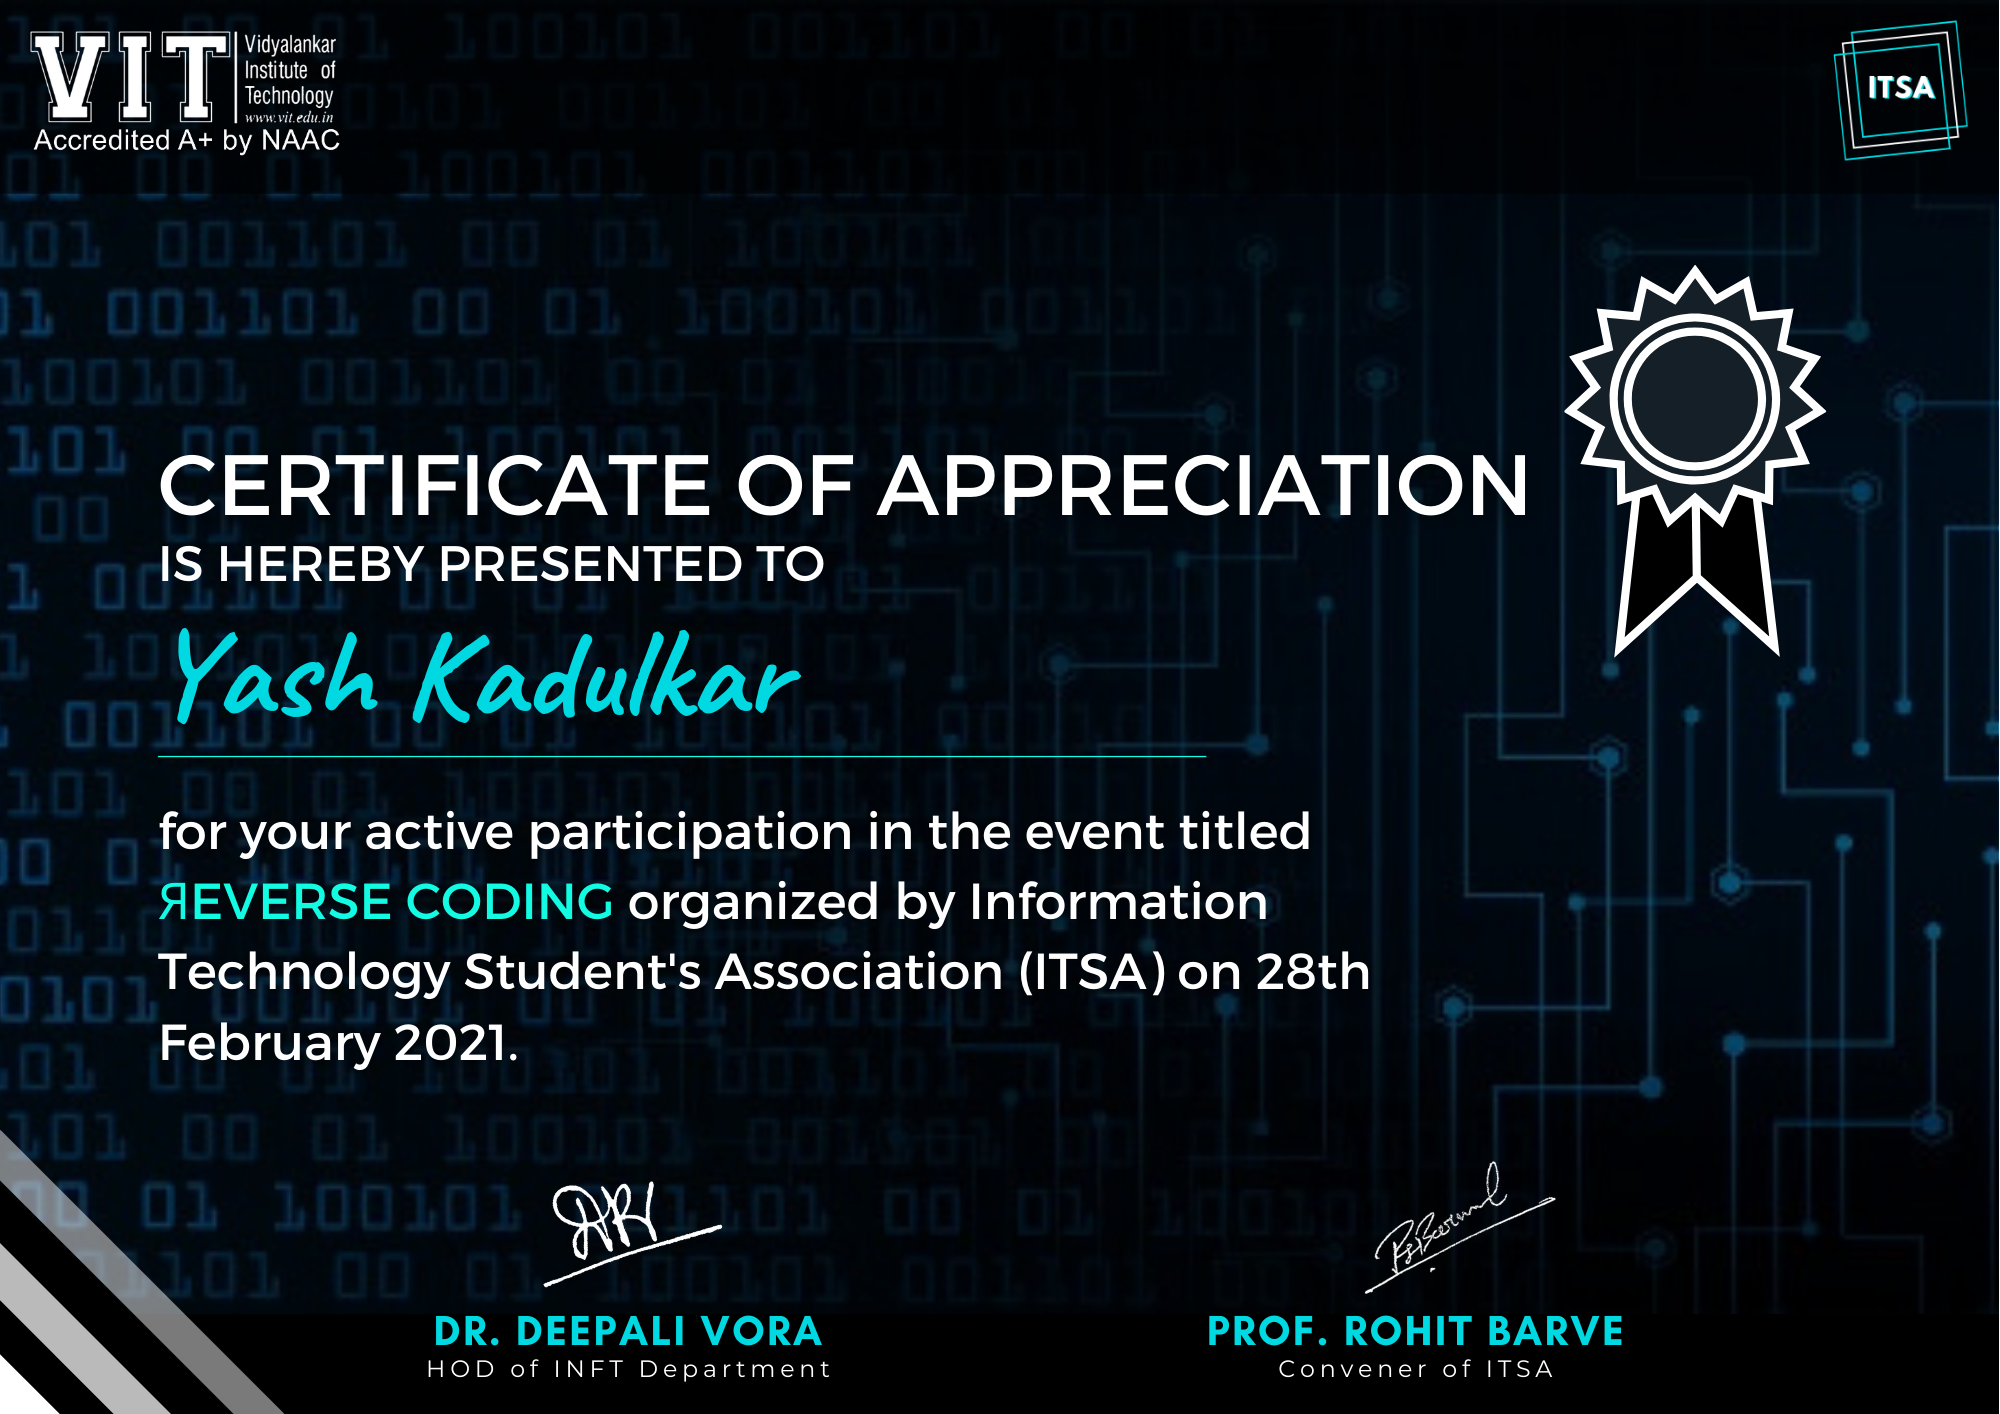 VIT
Vidyalankar
Institute of
Technology
www.vit.edu.in
Accredited A+ by NAAC
ITSA
CERTIFICATE OF APPRECIATION
IS HEREBY PRESENTED TO
Yash Kadulkar
for your active participation in the event titled
ЯEVERSE CODING organized by Information
Technology Student's Association (ITSA) on 28th
February 2021.
DR. DEEPALI VORA
HOD of INFT Department
PROF. ROHIT BARVE
Convener of ITSA